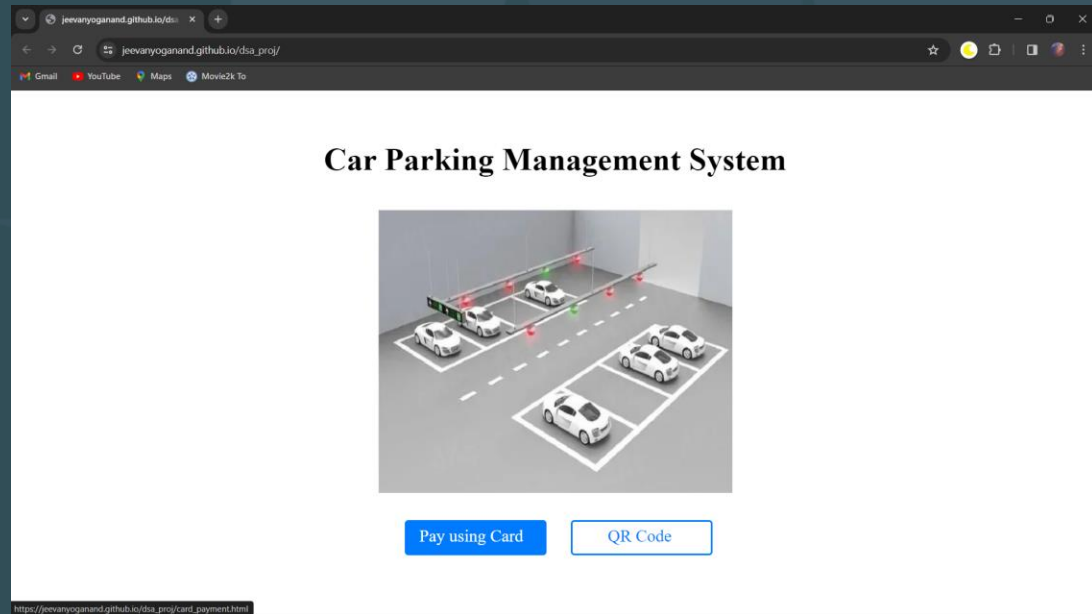 jeevanyoganand.github.io/dsa
jeevanyoganand.github.io/dsa_proj/
Gmail YouTube Maps Movie2k To
Car Parking Management System
Pay using Card QR Code
https://jeevanyoganand.github.io/dsa_proj/card_payment.html